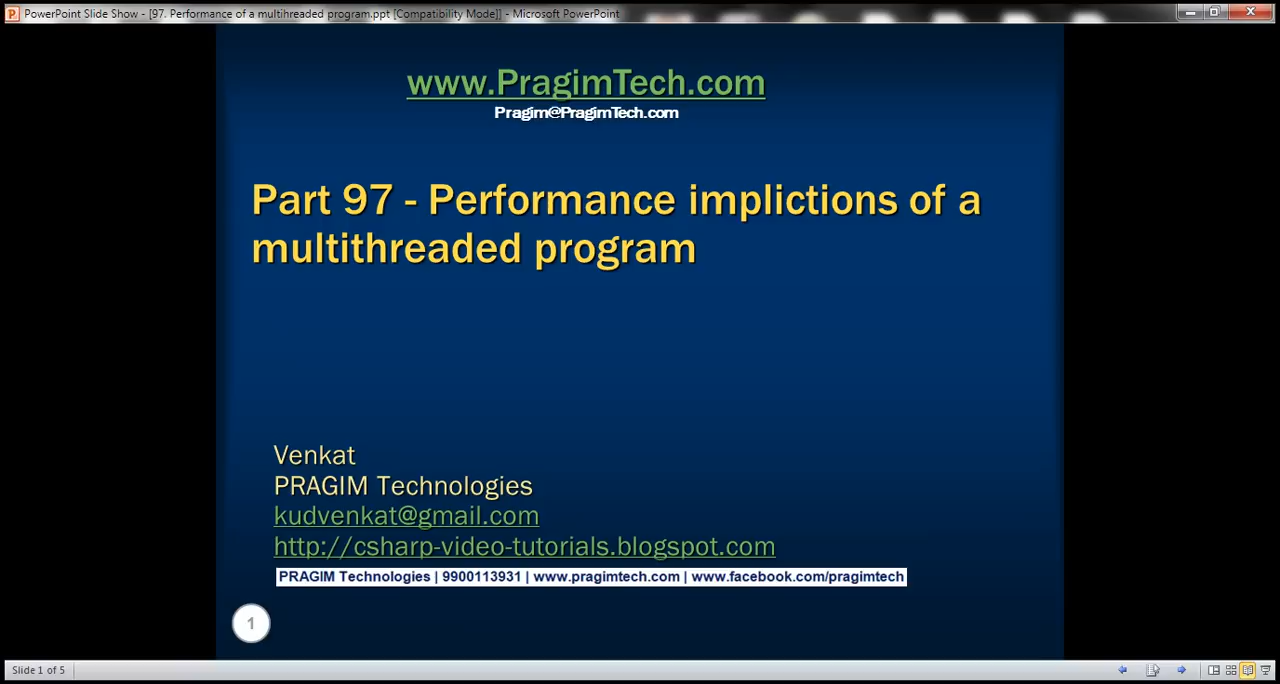 PowerPoint Slide Show - [97. Performance of a multihreaded program.ppt [Compatibility Mode]] - Microsoft PowerPoint
www.PragimTech.com
Pragim@PragimTech.com
Part 97 - Performance implictions of a
multithreaded program
Venkat
PRAGIM Technologies
kudvenkat@gmail.com
http://csharp-video-tutorials.blogspot.com
PRAGIM Technologies | 9900113931 | www.pragimtech.com | www.facebook.com/pragimtech
1
Slide 1 of 5